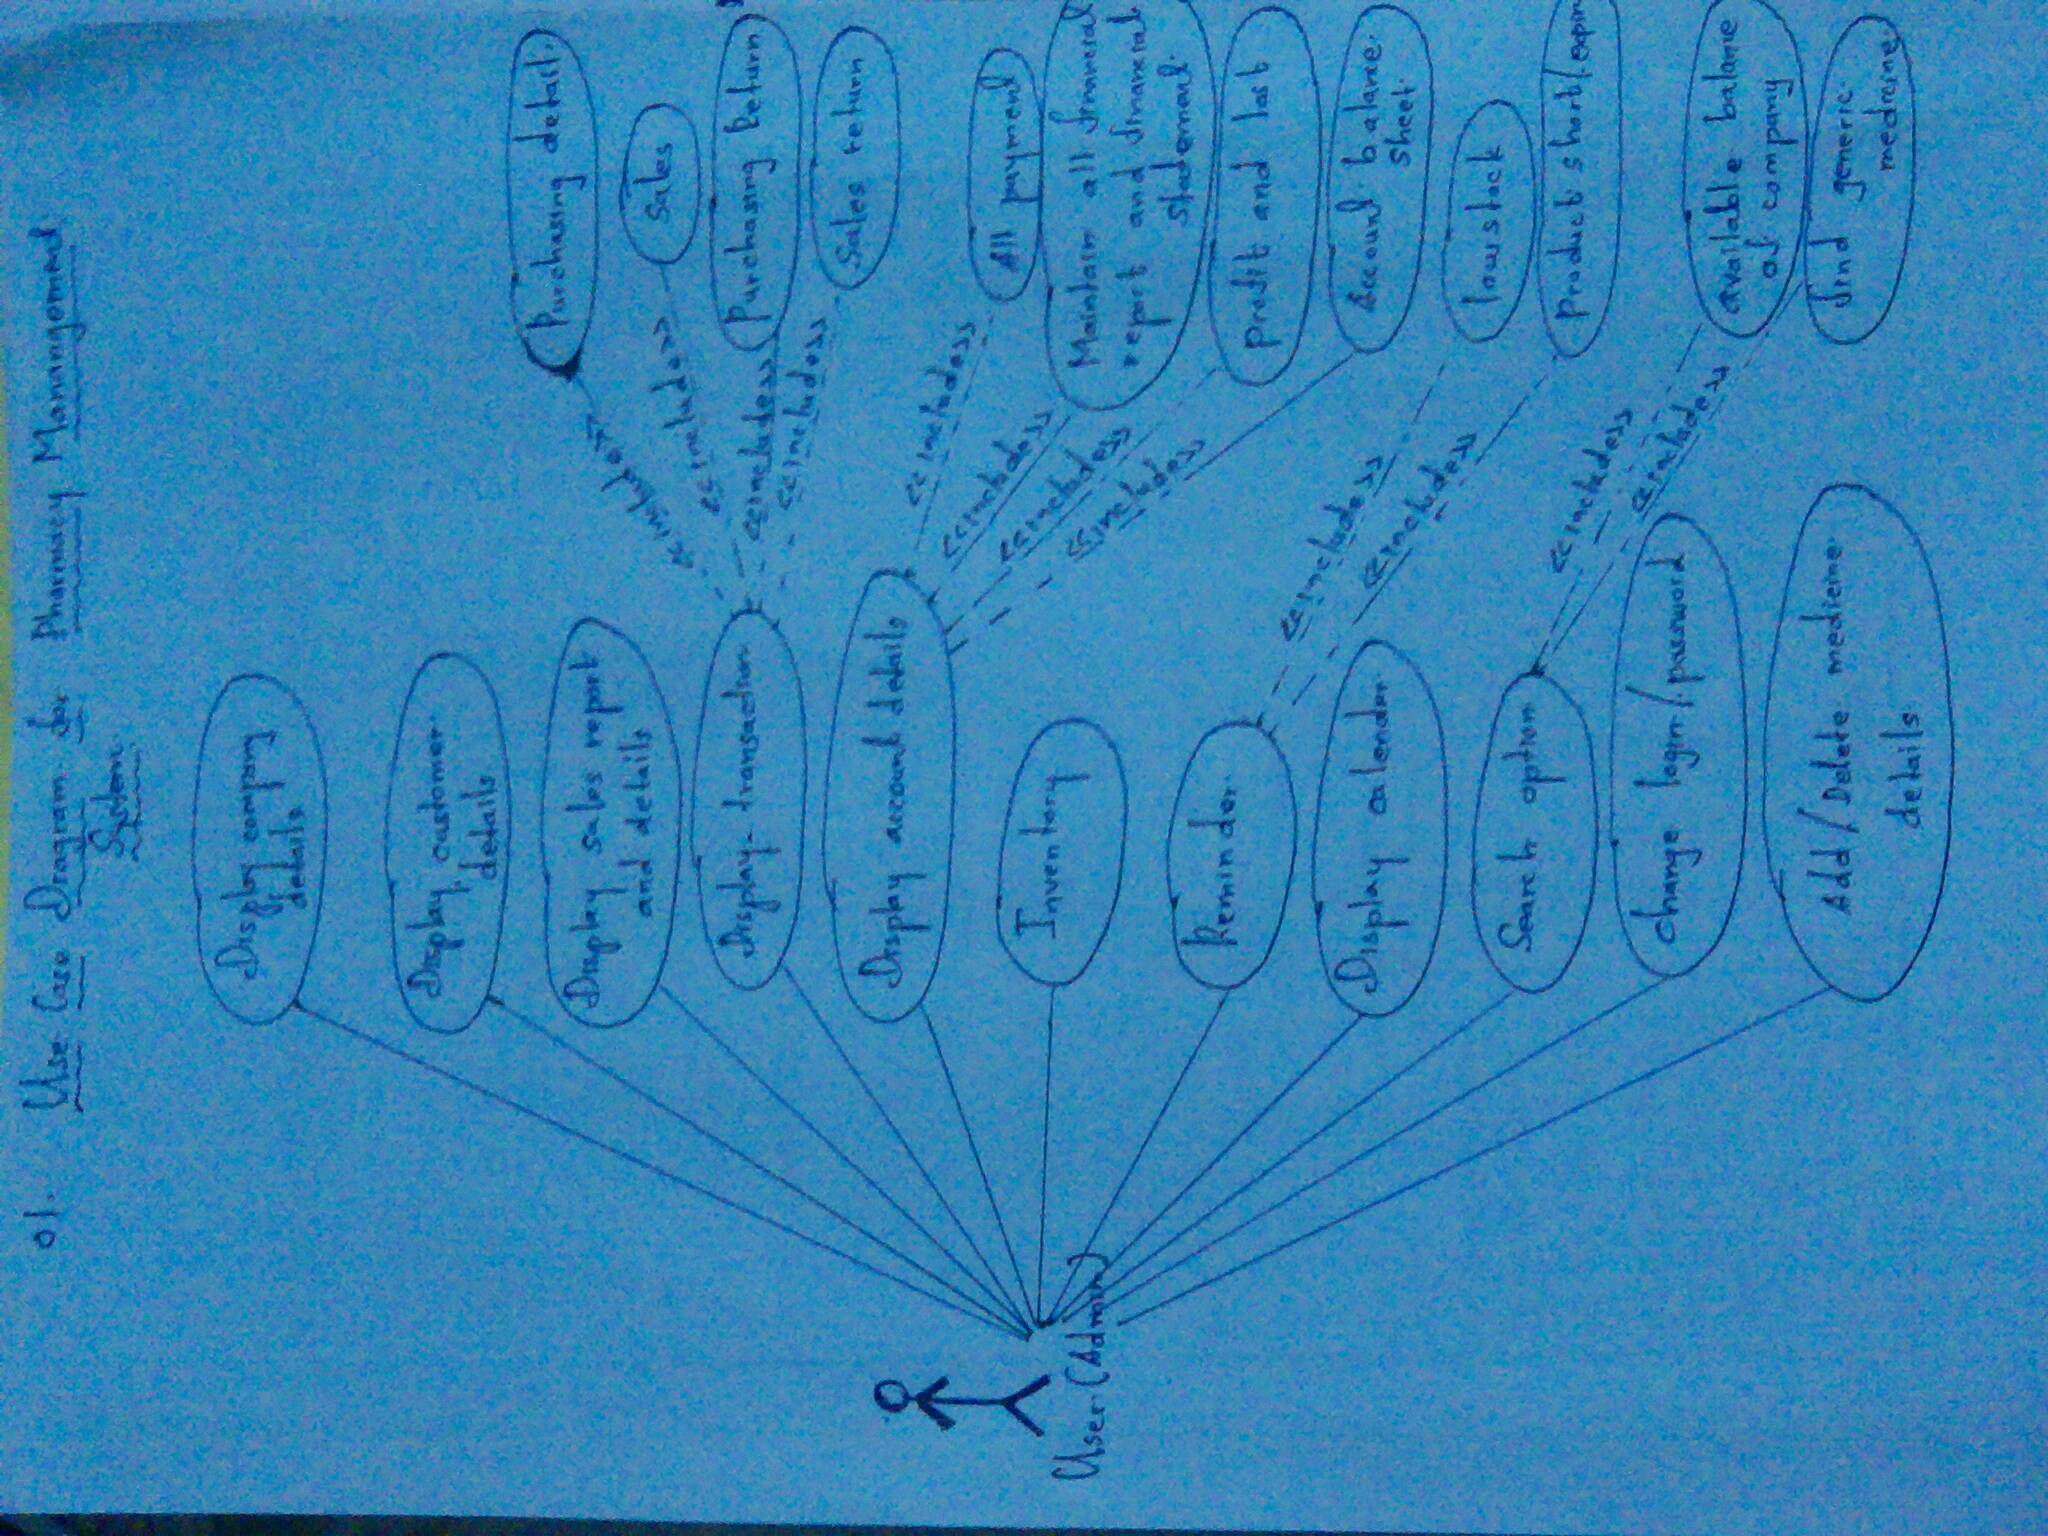 01. Use Case Diagram for Pharmacy Manangement
System
Display company
details
Display customer
details
Display sales report
and details
Display transaction
Display account details
Inventory
Reminder
Display calender
Search option
change login/password
Add/Delete medicine
details
User (Admin)
<<includes>>
<<includes>>
<<includes>>
<<includes>>
Purchasing detail
Sales
Purchasing Return
Sales return
<<includes>>
<<includes>>
<<includes>>
<<includes>>
All payment
Maintain all financial
report and financial
statement
profit and lost
Account balance
sheet
<<includes>>
<<includes>>
low stock
product short/
<<includes>>
<<includes>>
available balance
of company
find generic
medicine